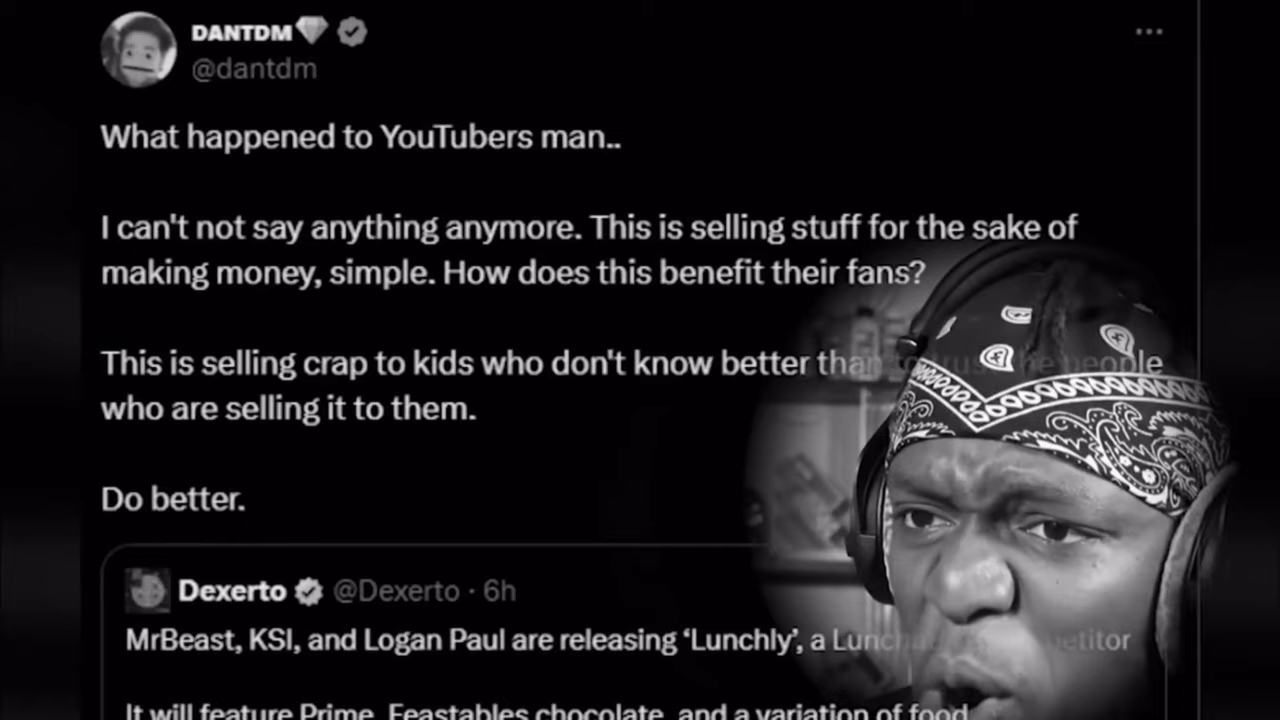 DANTDM
@dantdm
What happened to YouTubers man..
I can't not say anything anymore. This is selling stuff for the sake of
making money, simple. How does this benefit their fans?
This is selling crap to kids who don't know better than to trust the people
who are selling it to them.
Do better.
Dexerto @Dexerto · 6h
MrBeast, KSI, and Logan Paul are releasing ‘Lunchly’, a
It will feature Prime, Feastables chocolate, and a variation of food